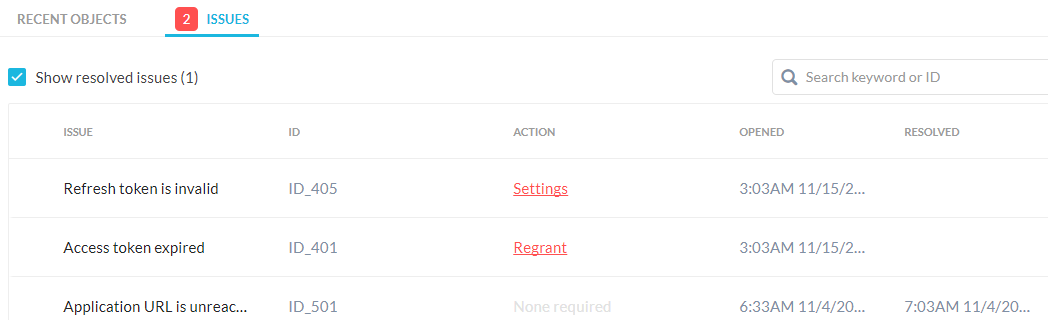 RECENT OBJECTS 2 ISSUES
Show resolved issues (1) Search keyword or ID
ISSUE ID ACTION OPENED RESOLVED
Refresh token is invalid ID_405 Settings 3:03AM 11/15/2...
Access token expired ID_401 Regrant 3:03AM 11/15/2...
Application URL is unreac... ID_501 None required 6:33AM 11/4/20... 7:03AM 11/4/20...